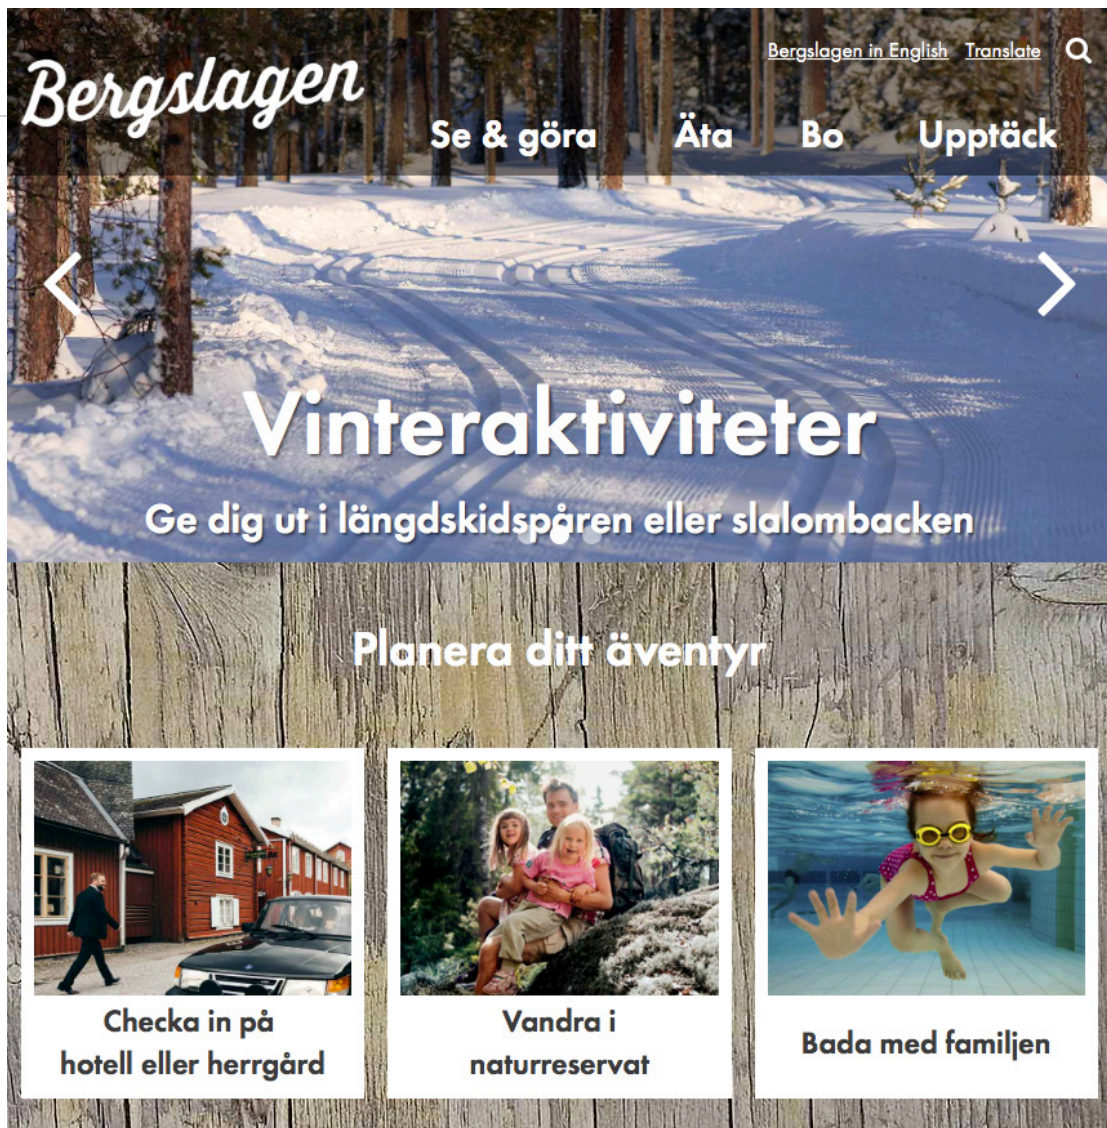 Bergslagen
Bergslagen in English Translate
Se & göra Äta Bo Upptäck
Vinteraktiviteter
Ge dig ut i längdskidspåren eller slalombacken
Planera ditt äventyr
Checka in på
hotell eller herrgård
Vandra i
naturreservat
Bada med familjen